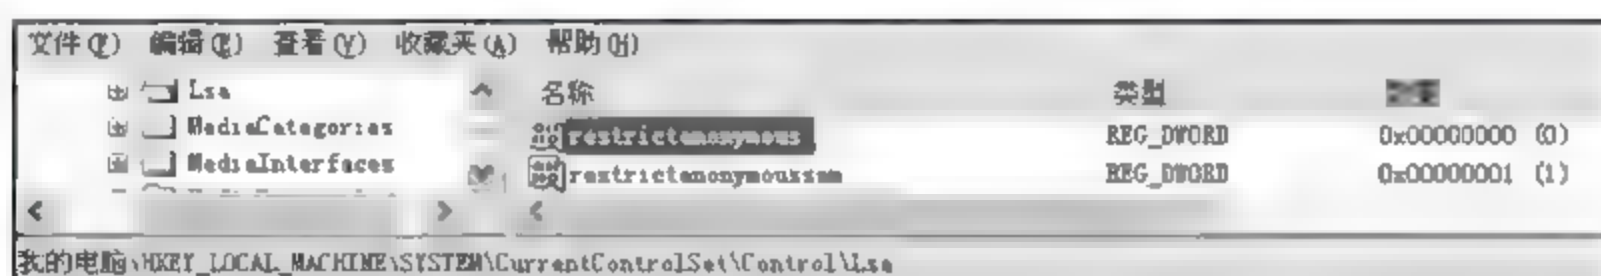 文件(F) 编辑(E) 查看(V) 收藏夹(A) 帮助(H)
Lsa 名称 类型
MediaCategories restrictanonymous REG_DWORD 0x00000000 (0)
MediaInterfaces restrictanonymoussam REG_DWORD 0x00000001 (1)
我的电脑\HKEY_LOCAL_MACHINE\SYSTEM\CurrentControlSet\Control\Lsa